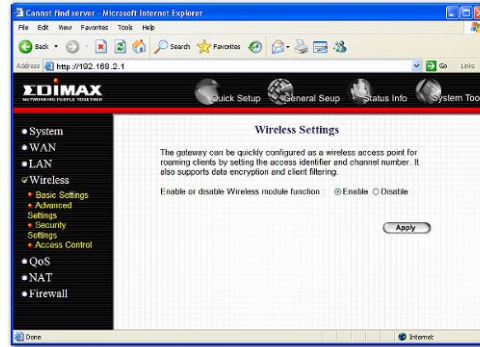 Cannot find server - Microsoft Internet Explorer
File Edit View Favorites Tools Help
Back Search Favorites
Address http://192.168.2.1 Go Links
EDIMAX
NETWORKING PEOPLE TOGETHER
Quick Setup General Seup Status Info System Too
System
WAN
LAN
Wireless
Basic Settings
Advanced
Settings
Security
Settings
Access Control
QoS
NAT
Firewall
Wireless Settings
The gateway can be quickly configured as a wireless access point for
roaming clients by setting the access identifier and channel number. It
also supports data encryption and client filtering.
Enable or disable Wireless module function : Enable Disable
Apply
Done Internet